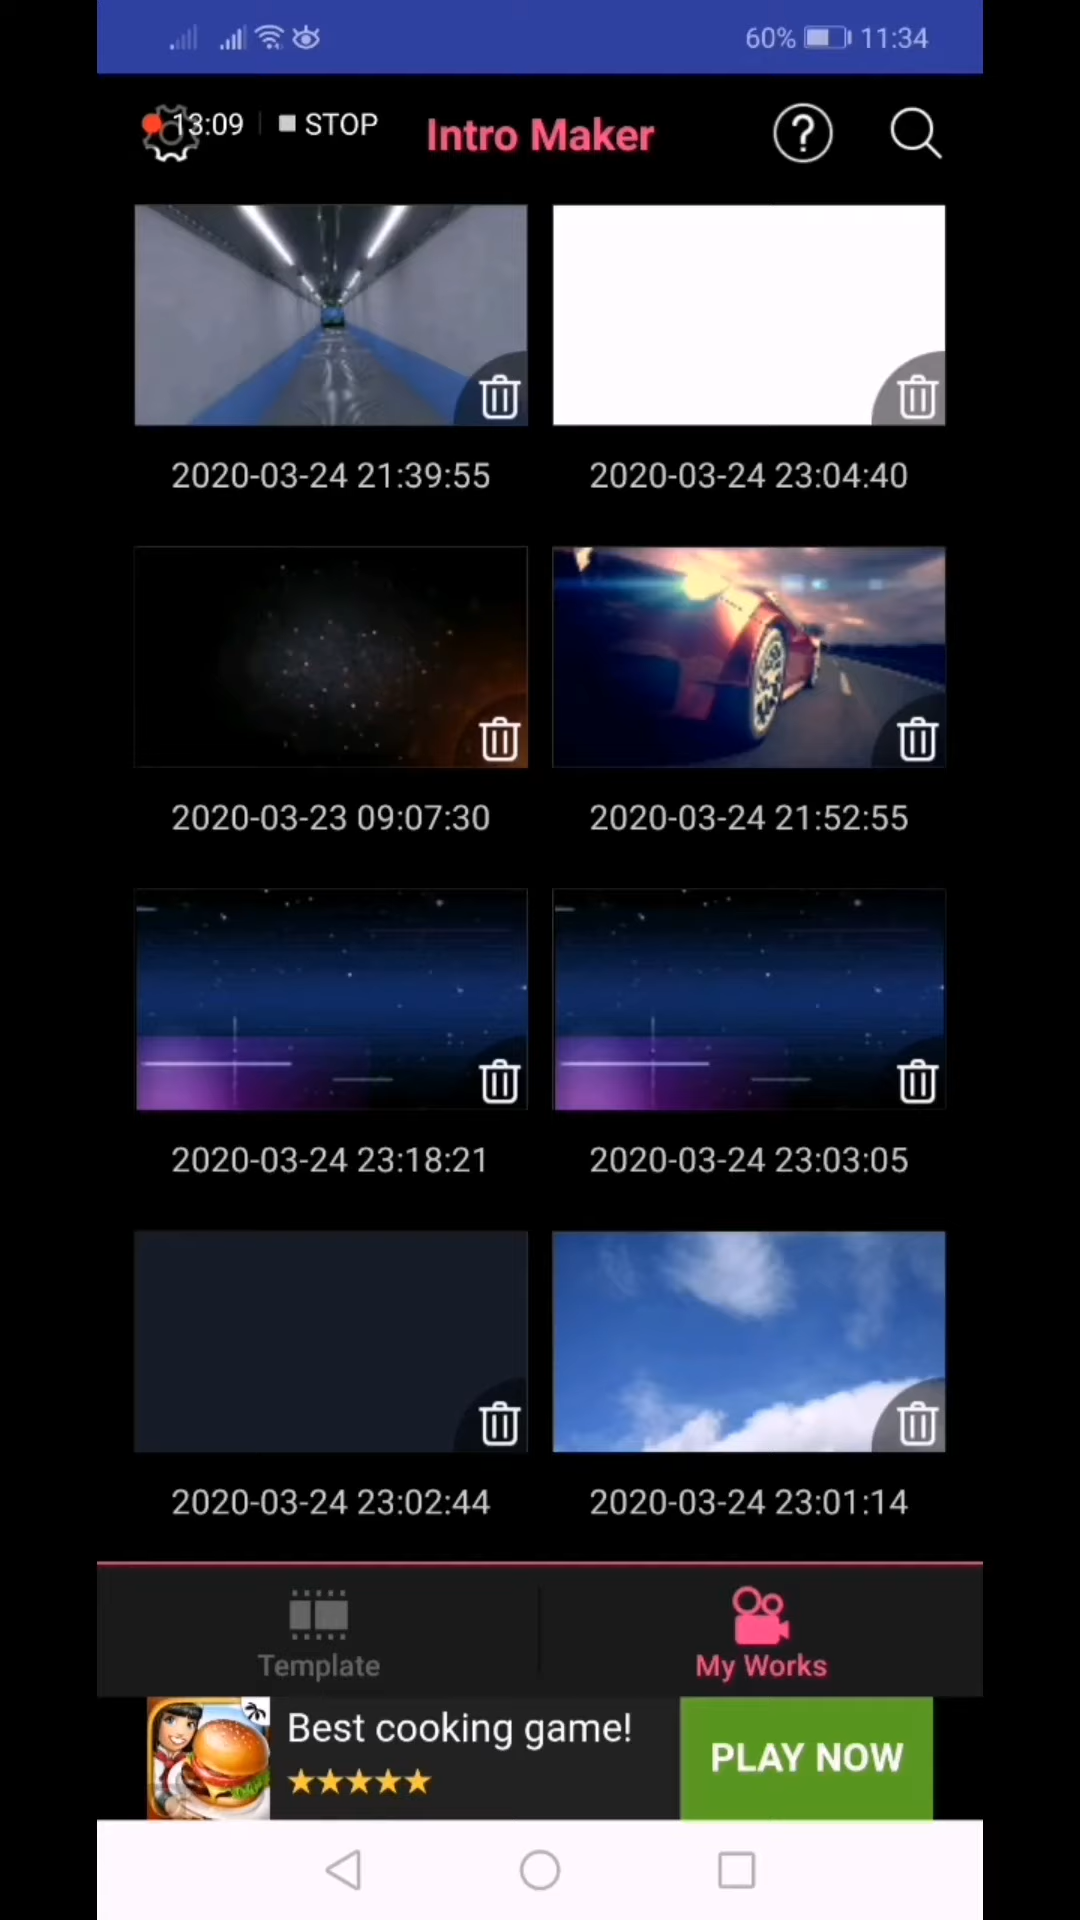 60% 11:34
13:09 STOP Intro Maker ?
2020-03-24 21:39:55 2020-03-24 23:04:40
2020-03-23 09:07:30 2020-03-24 21:52:55
2020-03-24 23:18:21 2020-03-24 23:03:05
2020-03-24 23:02:44 2020-03-24 23:01:14
Template My Works
Best cooking game!
PLAY NOW